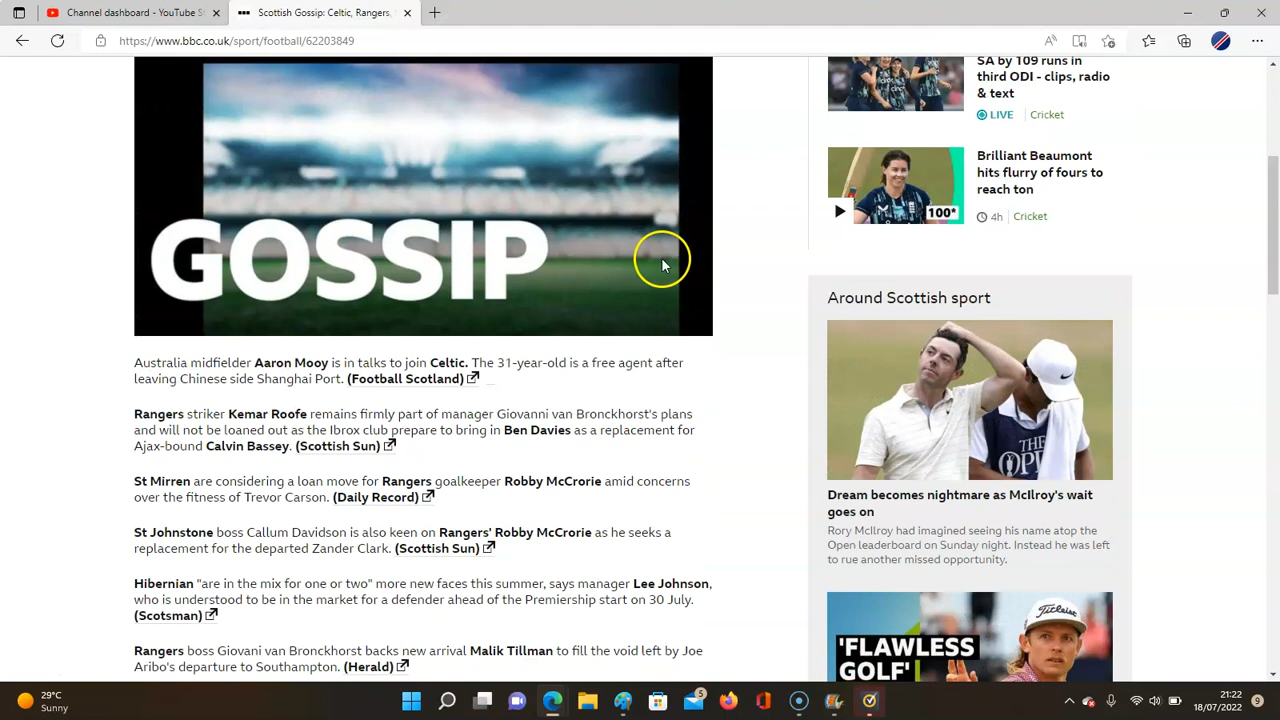 Channel dashboard - YouTube St
Scottish Gossip: Celtic, Rangers,
https://www.bbc.co.uk/sport/football/62203849
GOSSIP
Australia midfielder Aaron Mooy is in talks to join Celtic. The 31-year-old is a free agent after
leaving Chinese side Shanghai Port. (Football Scotland)
Rangers striker Kemar Roofe remains firmly part of manager Giovanni van Bronckhorst's plans
and will not be loaned out as the Ibrox club prepare to bring in Ben Davies as a replacement for
Ajax-bound Calvin Bassey. (Scottish Sun)
St Mirren are considering a loan move for Rangers goalkeeper Robby McCrorie amid concerns
over the fitness of Trevor Carson. (Daily Record)
St Johnstone boss Callum Davidson is also keen on Rangers' Robby McCrorie as he seeks a
replacement for the departed Zander Clark. (Scottish Sun)
Hibernian "are in the mix for one or two" more new faces this summer, says manager Lee Johnson,
who is understood to be in the market for a defender ahead of the Premiership start on 30 July.
(Scotsman)
Rangers boss Giovani van Bronckhorst backs new arrival Malik Tillman to fill the void left by Joe
Aribo's departure to Southampton. (Herald)
SA by 109 runs in
third ODI - clips, radio
& text
LIVE Cricket
Brilliant Beaumont
hits flurry of fours to
reach ton
100*
4h Cricket
Around Scottish sport
THE
OPEN
Dream becomes nightmare as McIlroy's wait
goes on
Rory McIlroy had imagined seeing his name atop the
Open leaderboard on Sunday night. Instead he was left
to rue another missed opportunity.
Titleist
'FLAWLESS
GOLF'
29°C
Sunny
5
21:22
18/07/2022